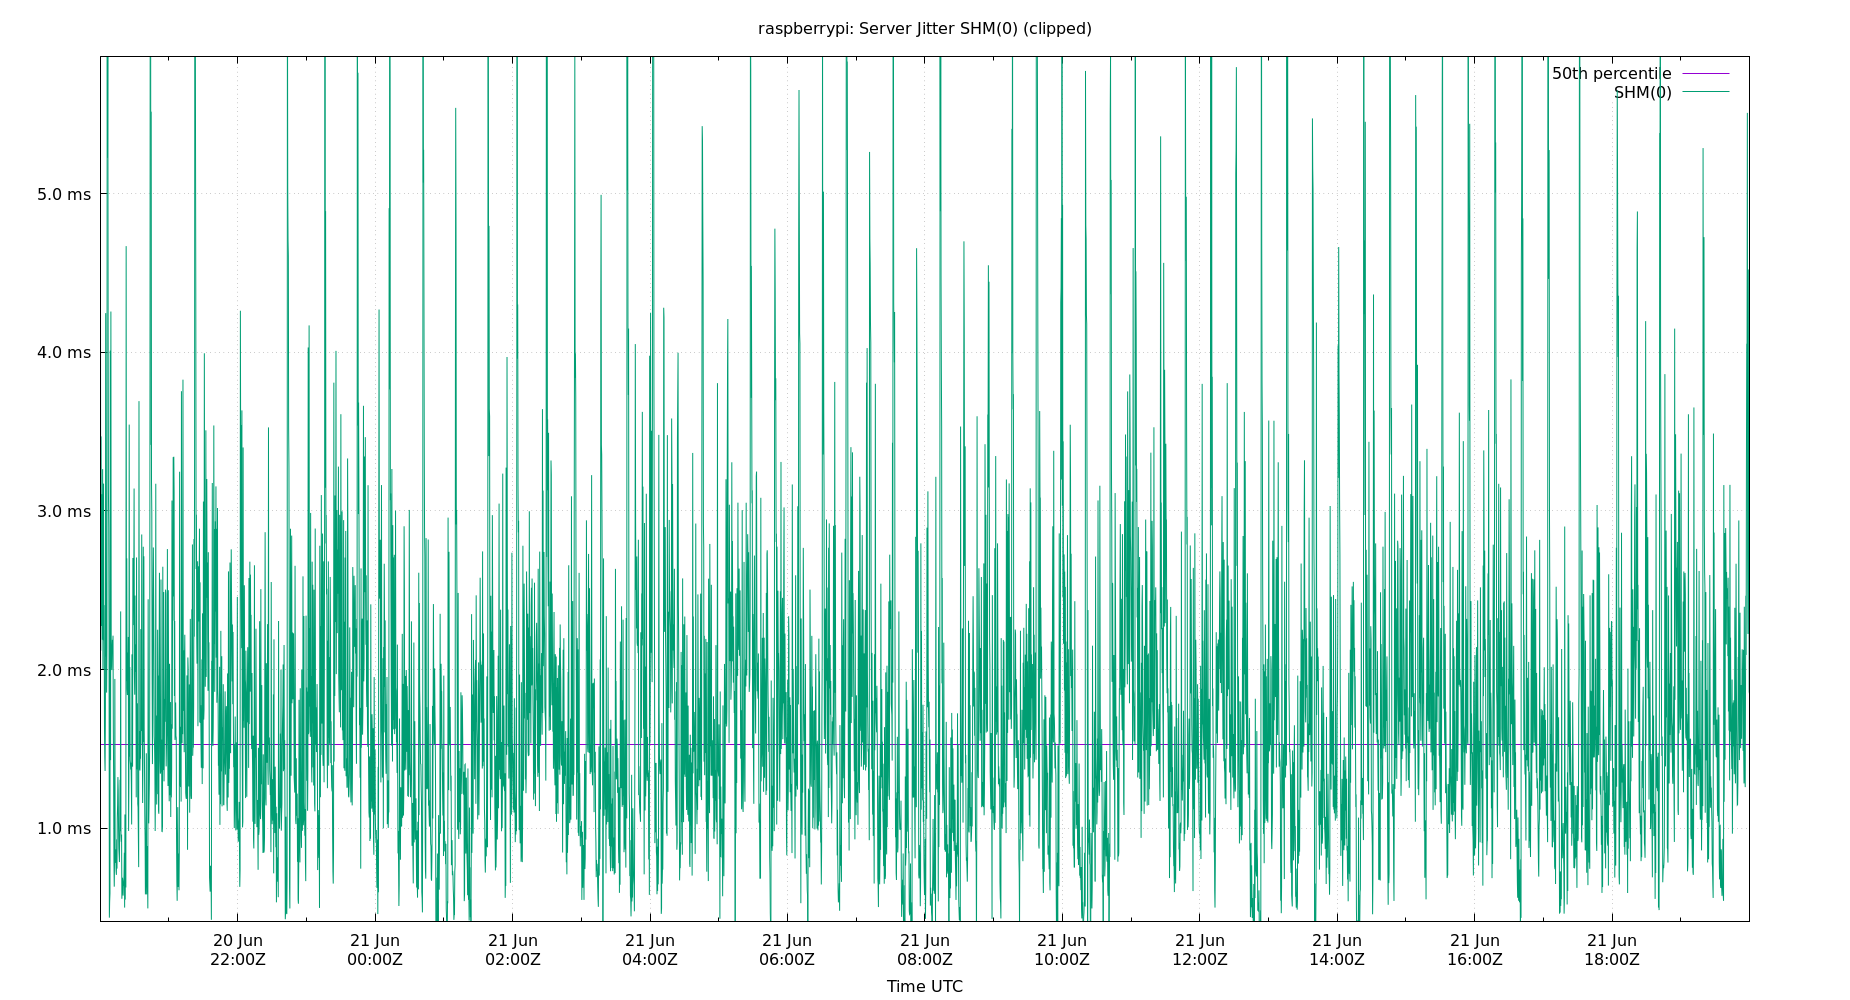 raspberrypi: Server Jitter SHM(0) (clipped)
50th percentile
SHM(0)
5.0 ms
4.0 ms
3.0 ms
2.0 ms
1.0 ms
20 Jun 21 Jun 21 Jun 21 Jun 21 Jun 21 Jun 21 Jun 21 Jun 21 Jun 21 Jun 21 Jun
22:00Z 00:00Z 02:00Z 04:00Z 06:00Z 08:00Z 10:00Z 12:00Z 14:00Z 16:00Z 18:00Z
Time UTC